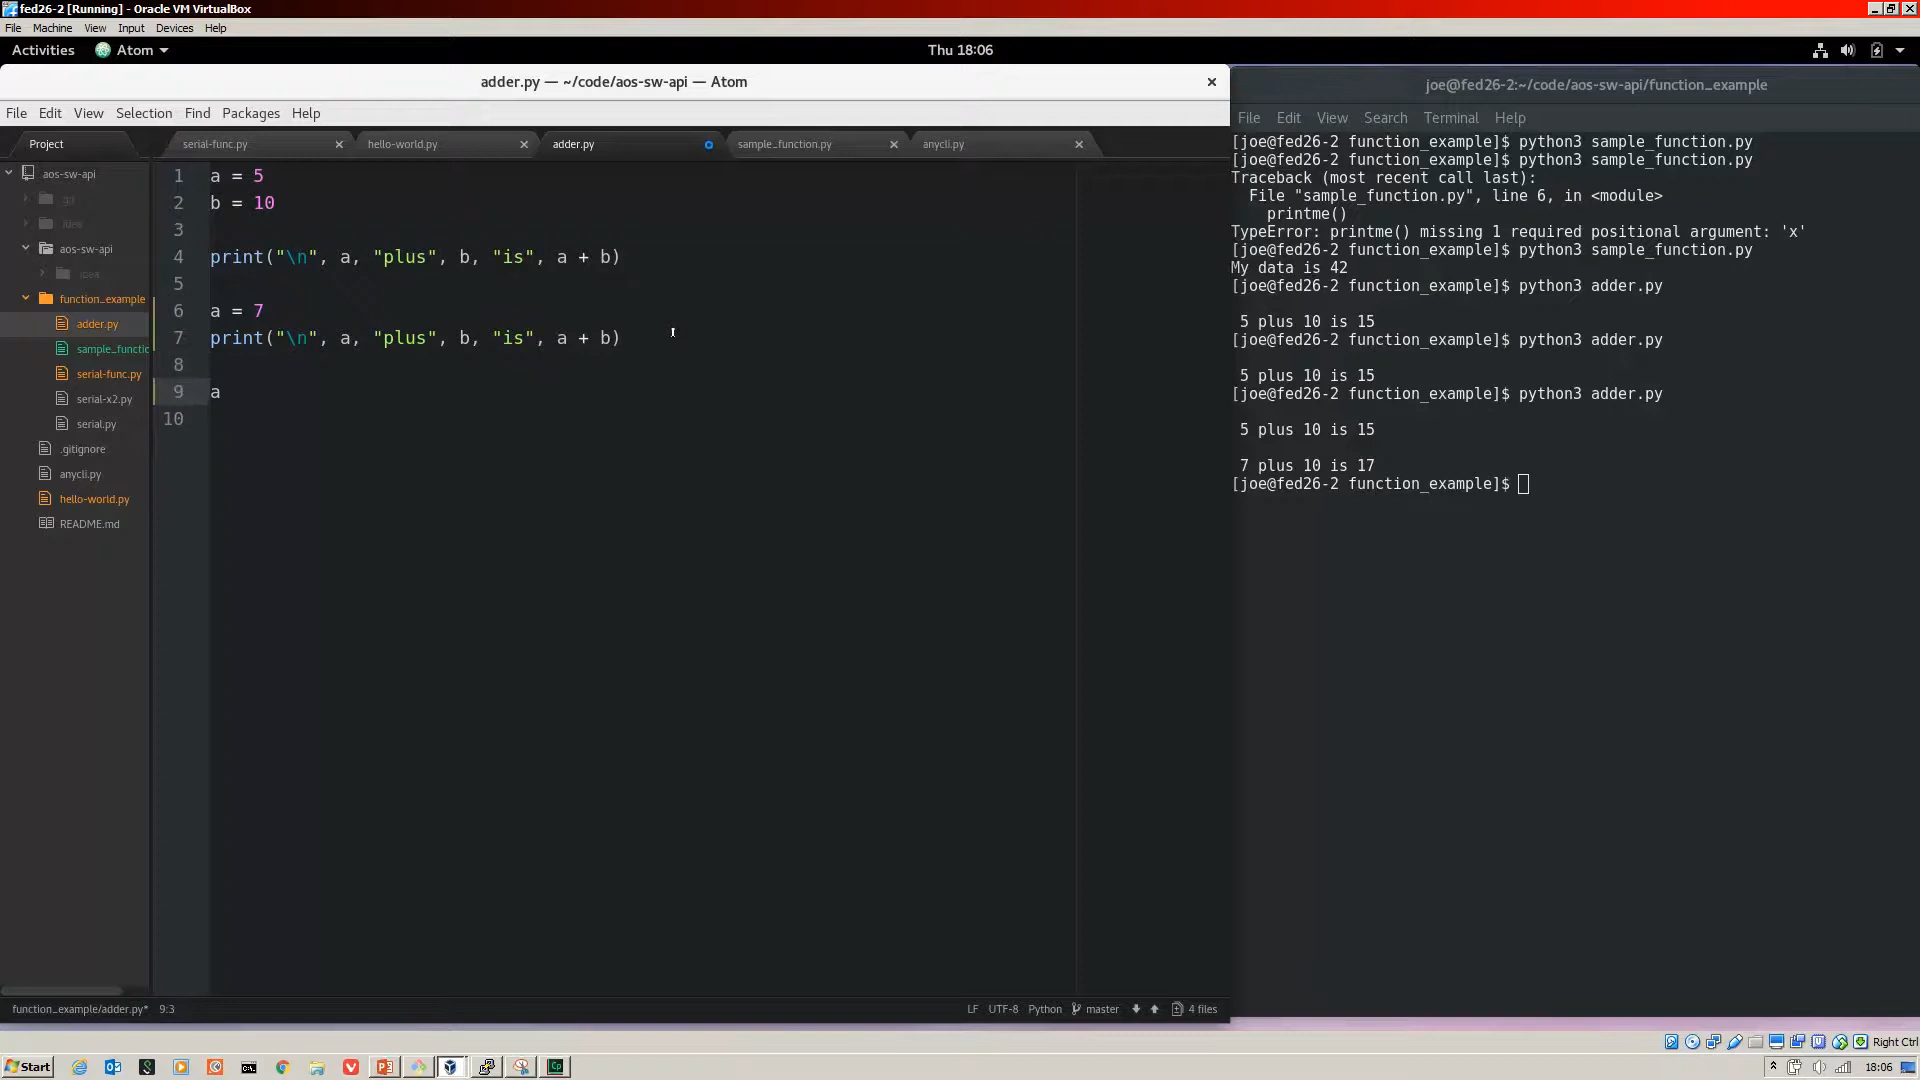 fed26-2 [Running] - Oracle VM VirtualBox
File Machine View Input Devices Help
Activities Atom Thu 18:06
adder.py — ~/code/aos-sw-api — Atom
File Edit View Selection Find Packages Help
Project
serial-func.py hello-world.py adder.py sample_function.py anycli.py
aos-sw-api
.idea
aos-sw-api
.idea
function_example
adder.py
sample_functic
serial-func.py
serial-x2.py
serial.py
.gitignore
anycli.py
hello-world.py
README.md
1 a = 5
2 b = 10
3
4 print("\n", a, "plus", b, "is", a + b)
5
6 a = 7
7 print("\n", a, "plus", b, "is", a + b)
8
9 a
10
function_example/adder.py* 9:3
LF UTF-8 Python master 4 files
joe@fed26-2:~/code/aos-sw-api/function_example
File Edit View Search Terminal Help
[joe@fed26-2 function_example]$ python3 sample_function.py
[joe@fed26-2 function_example]$ python3 sample_function.py
Traceback (most recent call last):
File "sample_function.py", line 6, in <module>
printme()
TypeError: printme() missing 1 required positional argument: 'x'
[joe@fed26-2 function_example]$ python3 sample_function.py
My data is 42
[joe@fed26-2 function_example]$ python3 adder.py
5 plus 10 is 15
[joe@fed26-2 function_example]$ python3 adder.py
5 plus 10 is 15
[joe@fed26-2 function_example]$ python3 adder.py
5 plus 10 is 15
7 plus 10 is 17
[joe@fed26-2 function_example]$
Right Ctrl
Start
18:06